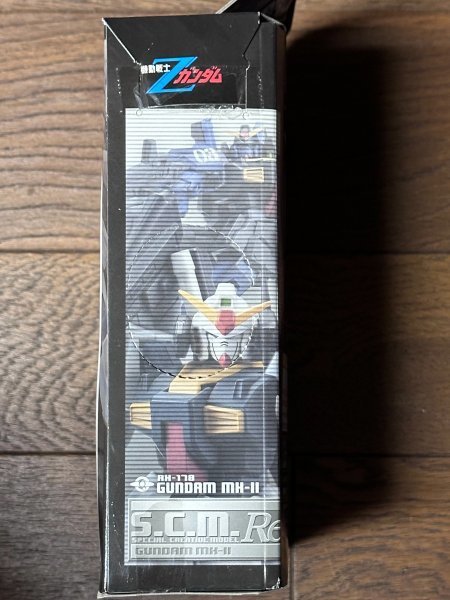 機動戦士
Zガンダム
RX-178
GUNDAM MK-II
S.C.M.Re
SPECIAL CREATIVE MODEL
GUNDAM MK-II